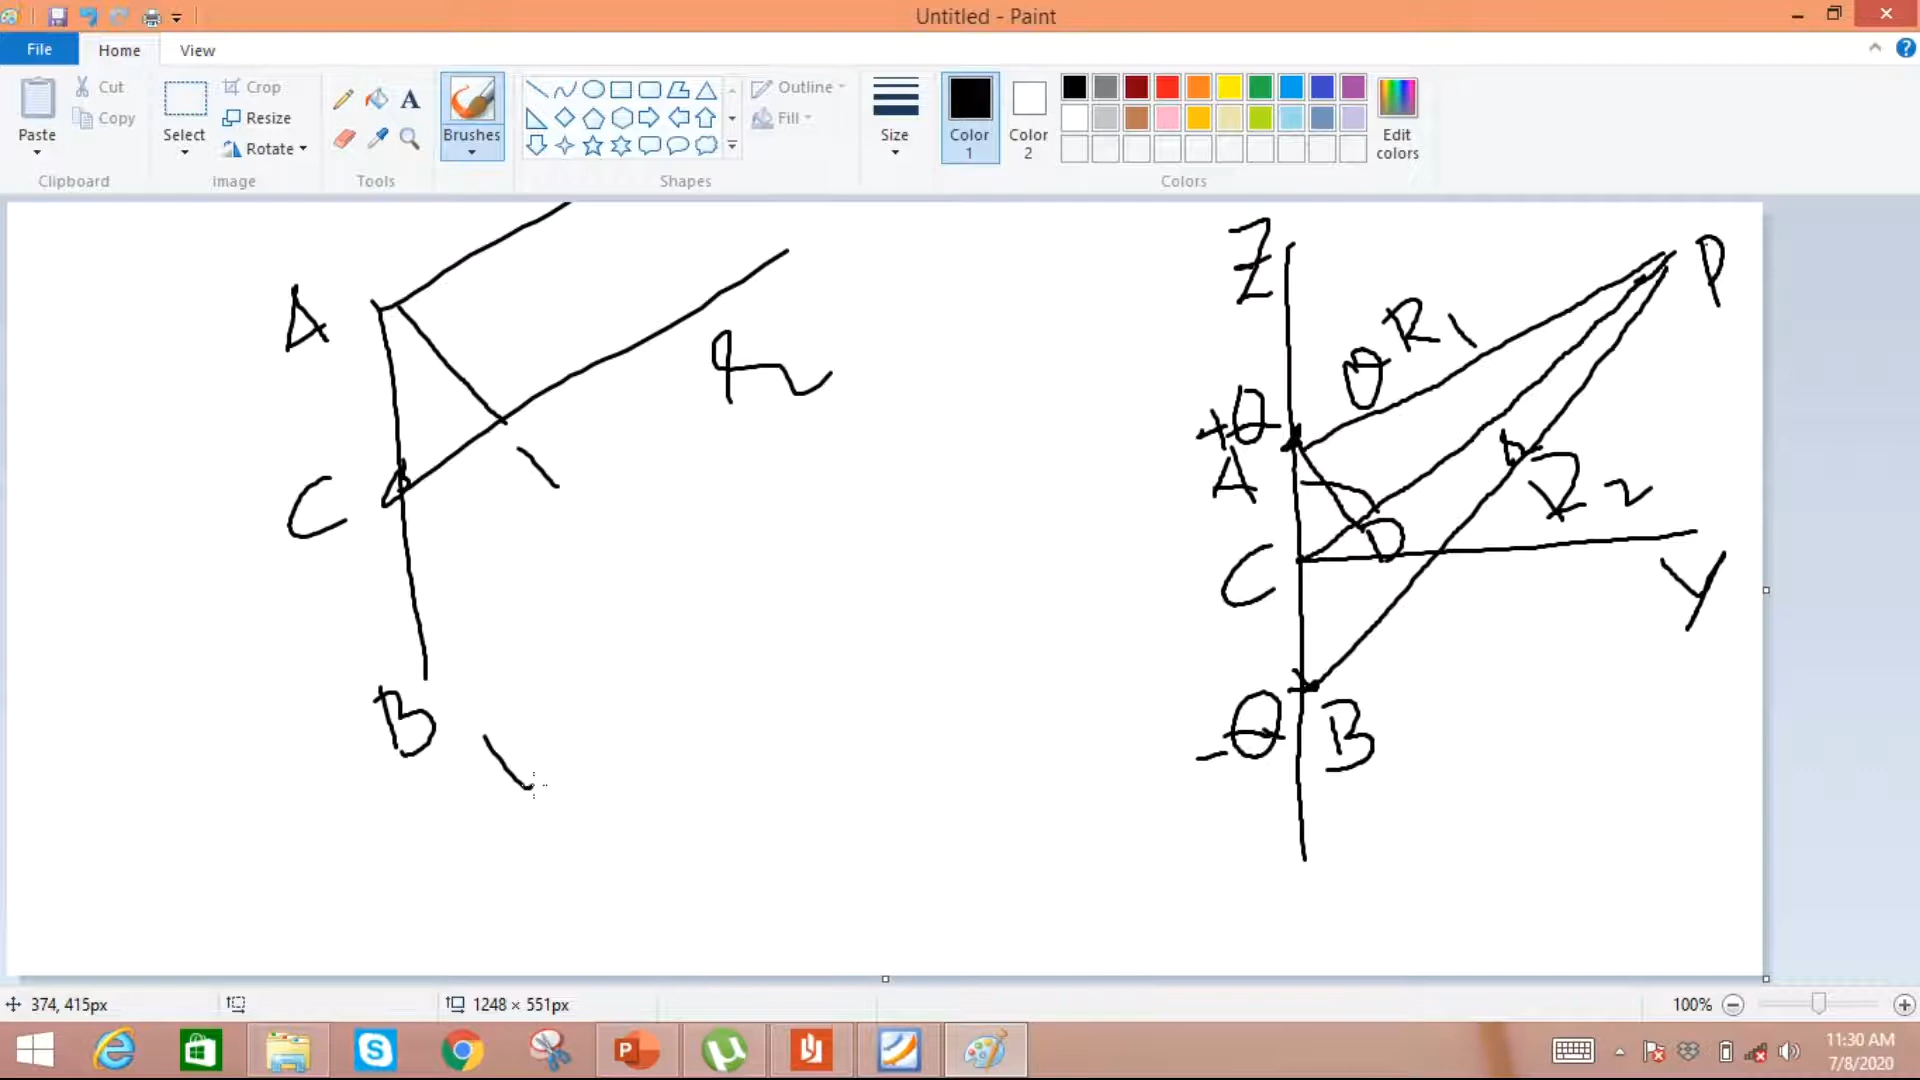 Untitled - Paint
File Home View
Paste
Cut
Copy
Clipboard
Select
Crop
Resize
Rotate
Image
Tools
Brushes
Shapes
Outline
Fill
Size
Color 1
Color 2
Edit colors
Colors
A
C
B
Z
P
R1
θ
+Q
A
D
R2
C
Y
-Q
B
374, 415px
1248 × 551px
100%
11:30 AM
7/8/2020